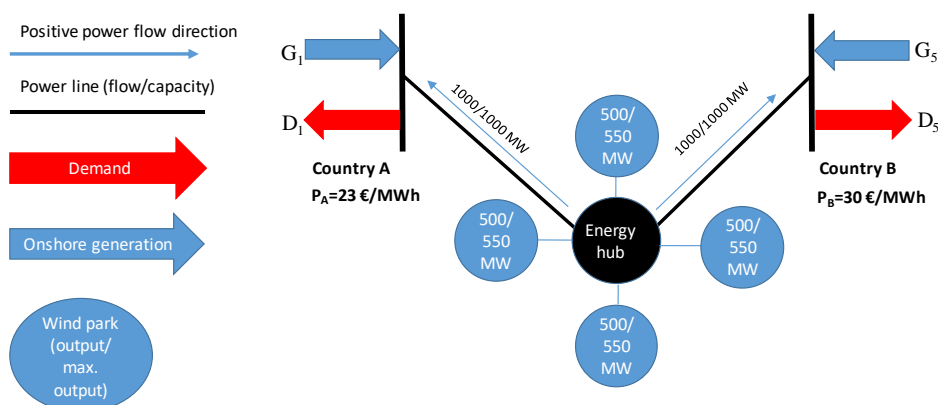 Positive power flow direction
Power line (flow/capacity)
Demand
Onshore generation
Wind park
(output/
max.
output)
G1
D1
Country A
PA=23 €/MWh
1000/1000 MW
500/
550
MW
500/
550
MW
Energy
hub
500/
550
MW
500/
550
MW
1000/1000 MW
G5
D5
Country B
PB=30 €/MWh